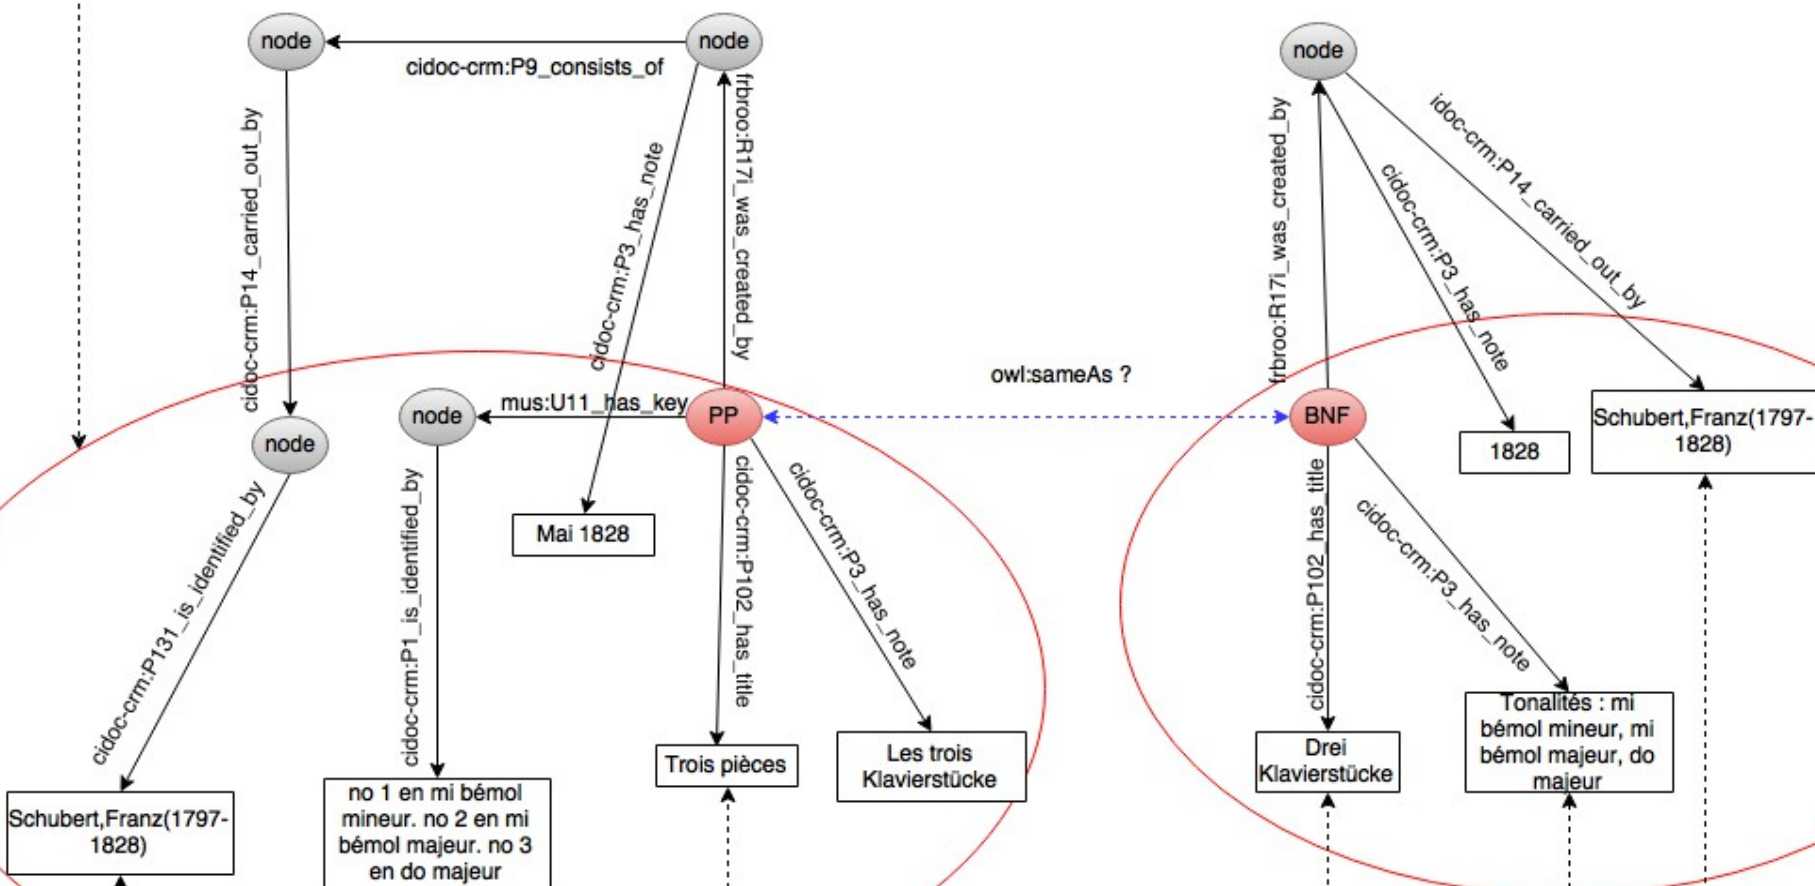 node
node
node
cidoc-crm:P9_consists_of
cidoc-crm:P14_carried_out_by
cidoc-crm:P3_has_note
frbroo:R17i_was_created_by
frbroo:R17i_was_created_by
cidoc-crm:P3_has_note
idoc-crm:P14_carried_out_by
owl:sameAs ?
node
node
mus:U11_has_key
PP
BNF
1828
Schubert,Franz(1797-
1828)
Mai 1828
cidoc-crm:P131_is_identified_by
cidoc-crm:P1_is_identified_by
cidoc-crm:P102_has_title
cidoc-crm:P3_has_note
cidoc-crm:P102_has_title
cidoc-crm:P3_has_note
Schubert,Franz(1797-
1828)
no 1 en mi bémol
mineur. no 2 en mi
bémol majeur. no 3
en do majeur
Trois pièces
Les trois
Klavierstücke
Drei
Klavierstücke
Tonalités : mi
bémol mineur, mi
bémol majeur, do
majeur